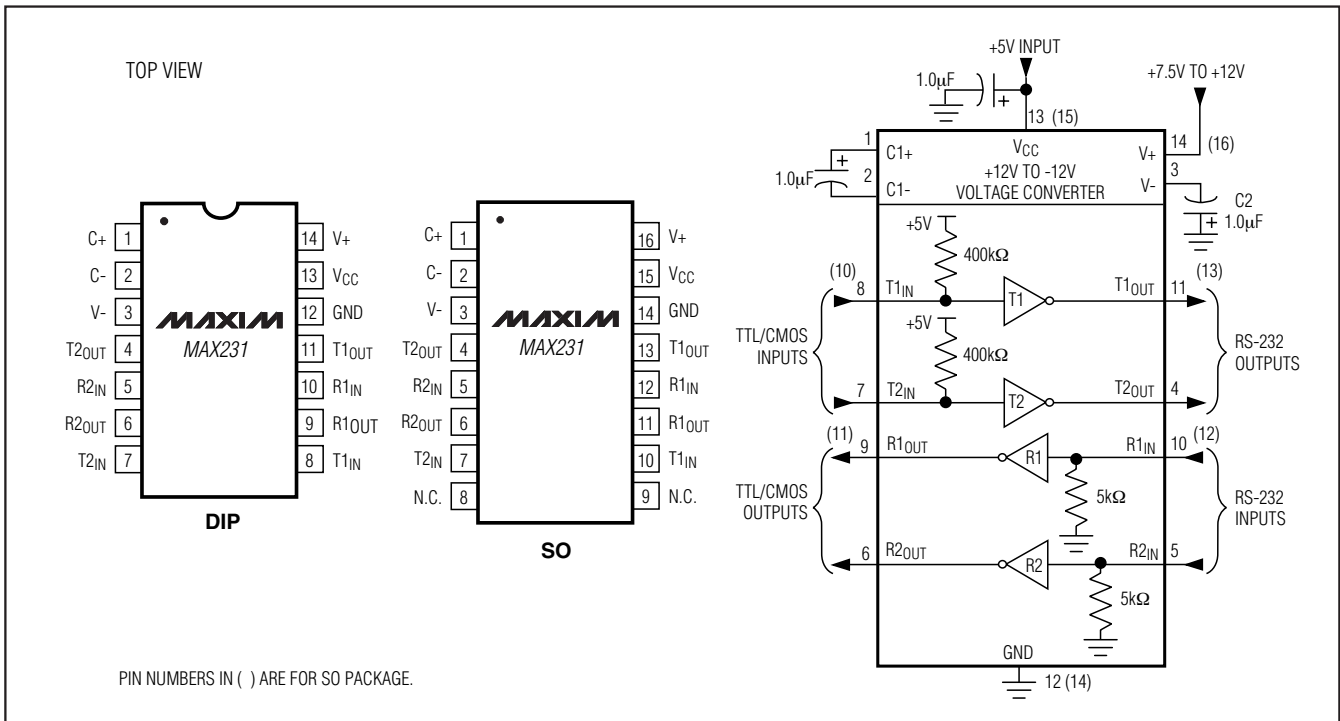 TOP VIEW
C+ 1
C- 2
V- 3
T2OUT 4
R2IN 5
R2OUT 6
T2IN 7
14 V+
13 VCC
12 GND
11 T1OUT
10 R1IN
9 R1OUT
8 T1IN
MAXIM
MAX231
DIP
C+ 1
C- 2
V- 3
T2OUT 4
R2IN 5
R2OUT 6
T2IN 7
N.C. 8
16 V+
15 VCC
14 GND
13 T1OUT
12 R1IN
11 R1OUT
10 T1IN
9 N.C.
MAXIM
MAX231
SO
PIN NUMBERS IN ( ) ARE FOR SO PACKAGE.
+5V INPUT
1.0µF
+
13 (15)
+7.5V TO +12V
1
C1+
2
C1-
1.0µF
+
VCC
+12V TO -12V
VOLTAGE CONVERTER
V+
14 (16)
V-
3
C2
+ 1.0µF
+5V
400kΩ
(10)
8 T1IN
T1
T1OUT 11
(13)
+5V
400kΩ
TTL/CMOS
INPUTS
RS-232
OUTPUTS
7 T2IN
T2
T2OUT 4
(11)
9 R1OUT
R1
R1IN 10
(12)
5kΩ
TTL/CMOS
OUTPUTS
RS-232
INPUTS
6 R2OUT
R2
R2IN 5
5kΩ
GND
12 (14)